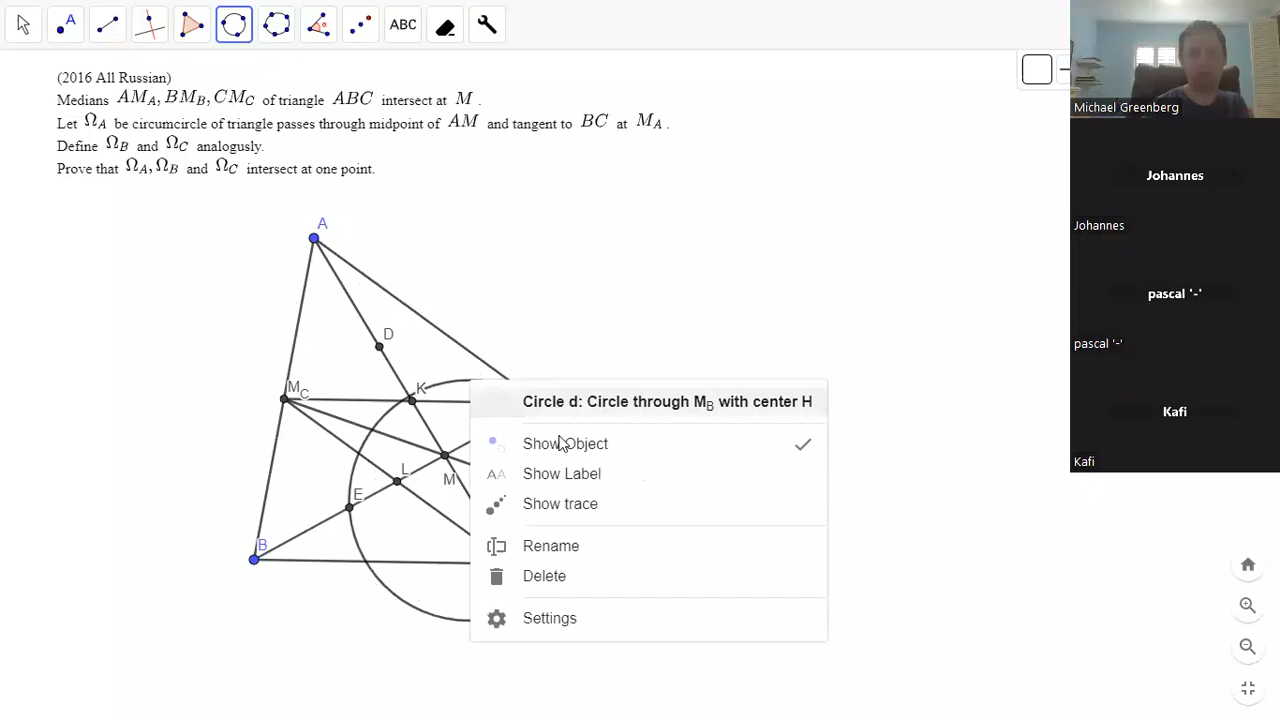 ABC
(2016 All Russian)
Medians AM_A, BM_B, CM_C of triangle ABC intersect at M .
Let Ω_A be circumcircle of triangle passes through midpoint of AM and tangent to BC at M_A .
Define Ω_B and Ω_C analogously.
Prove that Ω_A, Ω_B and Ω_C intersect at one point.
Michael Greenberg
Johannes
Johannes
pascal '-'
pascal '-'
Kafi
Kafi
A
D
M_C
K
Circle d: Circle through M_B with center H
Show Object
Show Label
Show trace
Rename
Delete
Settings
L
M
E
B